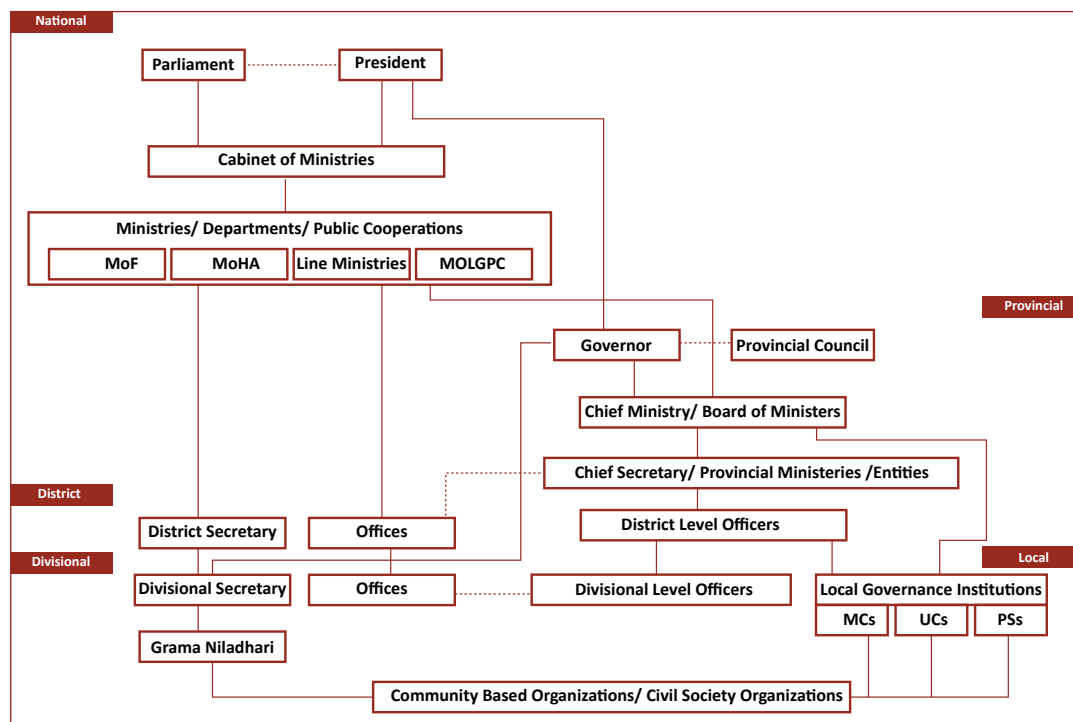 National
Parliament
President
Cabinet of Ministries
Ministries/ Departments/ Public Cooperations
MoF
MoHA
Line Ministries
MOLGPC
Provincial
Governor
Provincial Council
Chief Ministry/ Board of Ministers
Chief Secretary/ Provincial Ministeries /Entities
District
District Secretary
Offices
District Level Officers
Divisional
Local
Divisional Secretary
Offices
Divisional Level Officers
Local Governance Institutions
MCs
UCs
PSs
Grama Niladhari
Community Based Organizations/ Civil Society Organizations